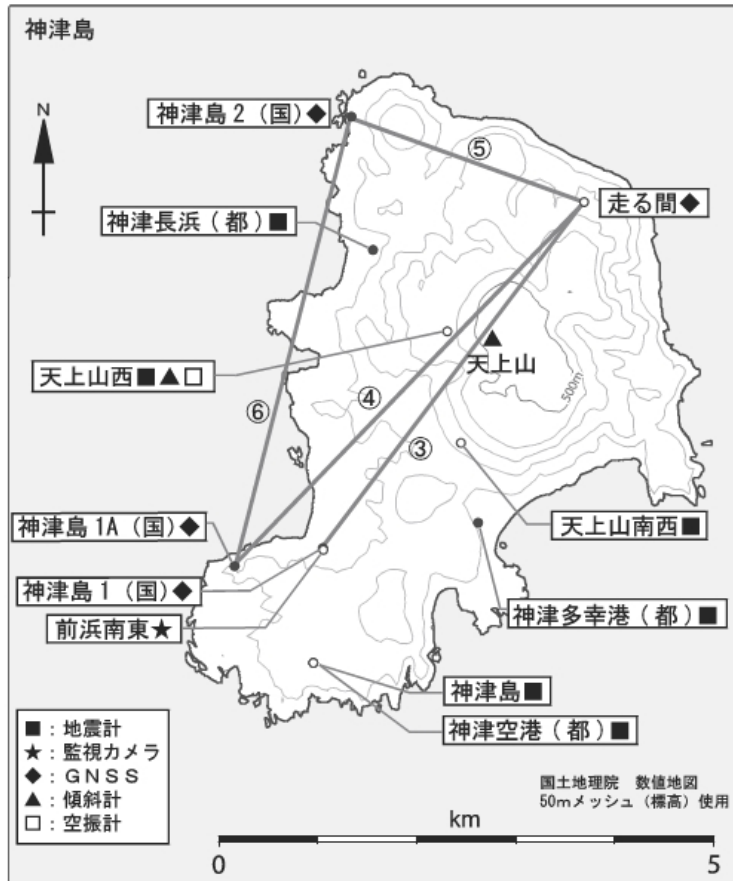 神津島
N
神津島2(国)◆
⑤
走る間◆
神津長浜(都)■
天上山西■▲□
天上山
500m
④
⑥
③
神津島1A(国)◆
天上山南西■
神津島1(国)◆
前浜南東★
神津多幸港(都)■
神津島■
神津空港(都)■
■:地震計
★:監視カメラ
◆:GNSS
▲:傾斜計
□:空振計
国土地理院 数値地図
50mメッシュ(標高)使用
km
0 5